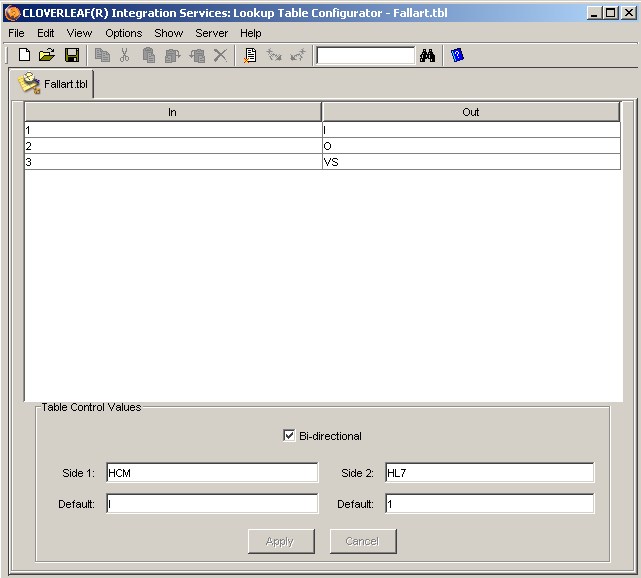 CLOVERLEAF(R) Integration Services: Lookup Table Configurator - Fallart.tbl
File Edit View Options Show Server Help
Fallart.tbl
In Out
1 I
2 O
3 VS
Table Control Values
Bi-directional
Side 1: HCM Side 2: HL7
Default: I Default: 1
Apply Cancel